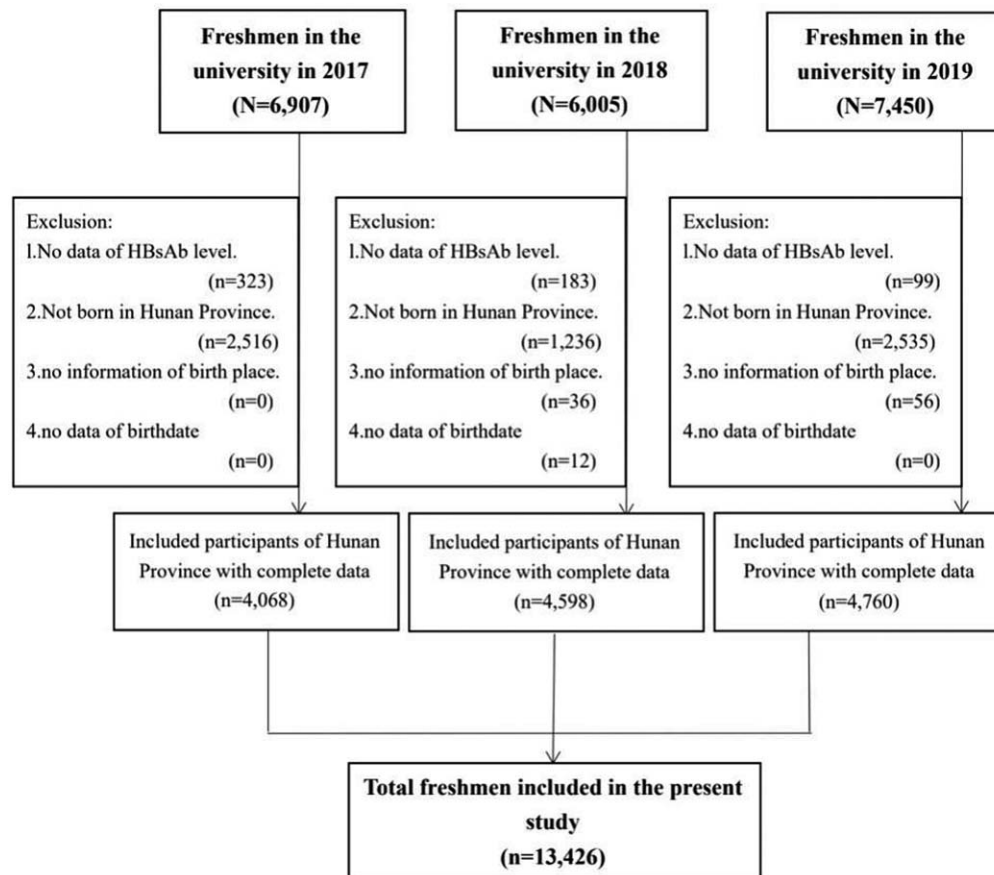 Freshmen in the
university in 2017
(N=6,907)
Freshmen in the
university in 2018
(N=6,005)
Freshmen in the
university in 2019
(N=7,450)
Exclusion:
1.No data of HBsAb level.
(n=323)
2.Not born in Hunan Province.
(n=2,516)
3.no information of birth place.
(n=0)
4.no data of birthdate
(n=0)
Exclusion:
1.No data of HBsAb level.
(n=183)
2.Not born in Hunan Province.
(n=1,236)
3.no information of birth place.
(n=36)
4.no data of birthdate
(n=12)
Exclusion:
1.No data of HBsAb level.
(n=99)
2.Not born in Hunan Province.
(n=2,535)
3.no information of birth place.
(n=56)
4.no data of birthdate
(n=0)
Included participants of Hunan
Province with complete data
(n=4,068)
Included participants of Hunan
Province with complete data
(n=4,598)
Included participants of Hunan
Province with complete data
(n=4,760)
Total freshmen included in the present
study
(n=13,426)